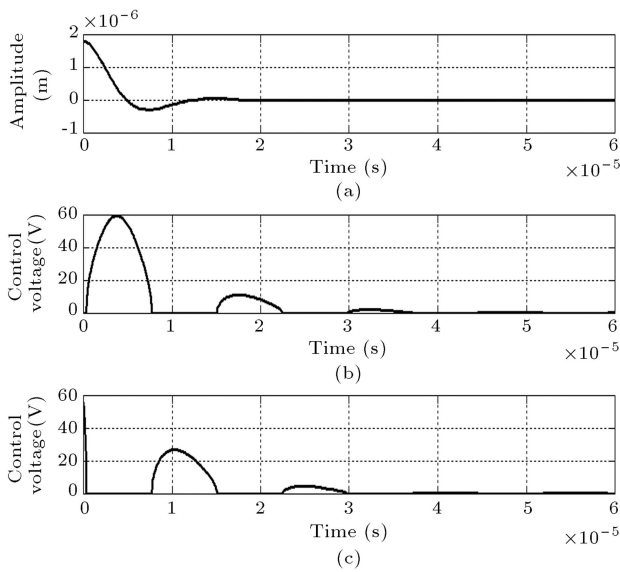 ×10⁻⁶
Amplitude
(m)
2
1
0
-1
0 1 2 3 4 5 6
Time (s)
×10⁻⁵
(a)
Control
voltage(V)
60
40
20
0
0 1 2 3 4 5 6
Time (s)
×10⁻⁵
(b)
Control
voltage(V)
60
40
20
0
0 1 2 3 4 5 6
Time (s)
×10⁻⁵
(c)